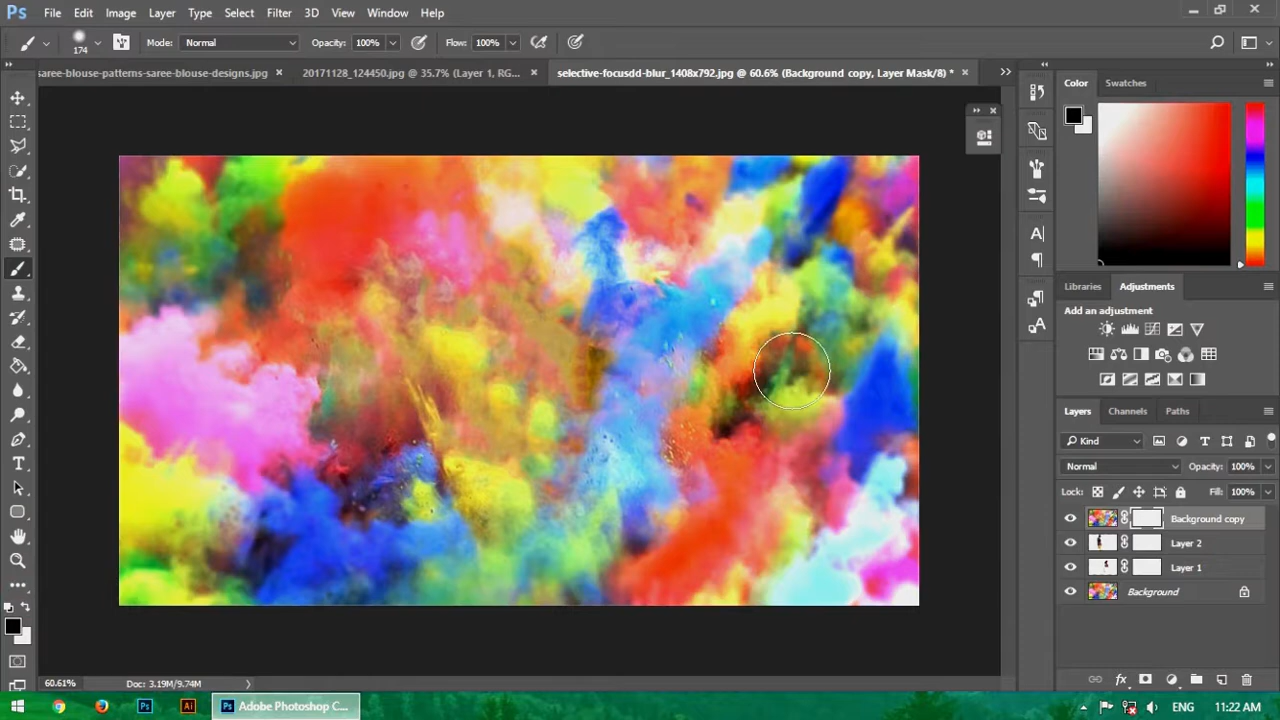 Ps File Edit Image Layer Type Select Filter 3D View Window Help
174 Mode: Normal Opacity: 100% Flow: 100%
saree-blouse-patterns-saree-blouse-designs.jpg × 20171128_124450.jpg @ 35.7% (Layer 1, RG... × selective-focusdd-blur_1408x792.jpg @ 60.6% (Background copy, Layer Mask/8) * ×
Color Swatches
Libraries Adjustments
Add an adjustment
Layers Channels Paths
Kind
Normal Opacity: 100%
Lock: Fill: 100%
Background copy
Layer 2
Layer 1
Background
60.61% Doc: 3.19M/9.74M
Ps Ai Ps Adobe Photoshop C... ENG 11:22 AM